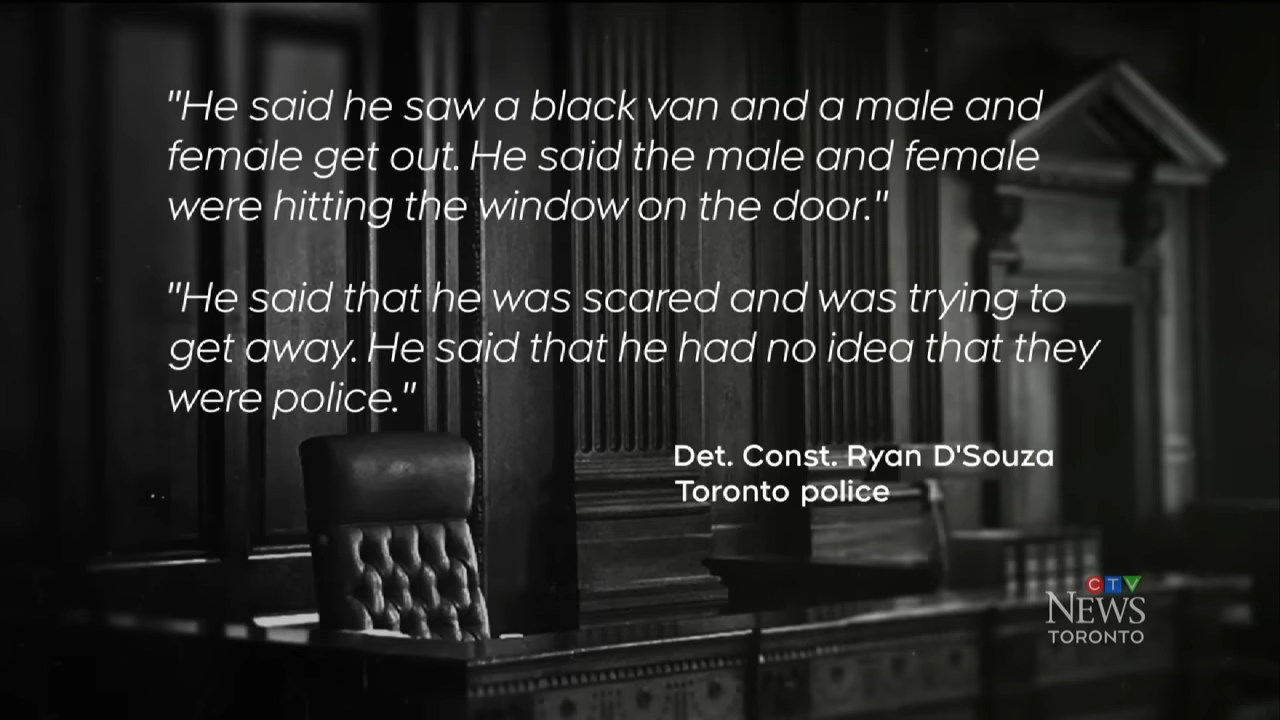 "He said he saw a black van and a male and
female get out. He said the male and female
were hitting the window on the door."
"He said that he was scared and was trying to
get away. He said that he had no idea that they
were police."
Det. Const. Ryan D'Souza
Toronto police
CTV
NEWS
TORONTO